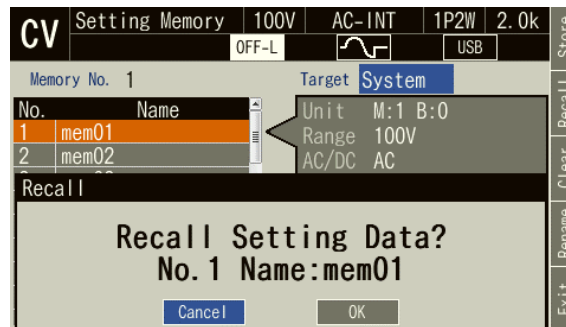 CV
Setting Memory 100V AC-INT 1P2W 2.0k
OFF-L USB
Memory No. 1 Target System
No. Name
1 mem01
2 mem02
Unit M:1 B:0
Range 100V
AC/DC AC
Recall
Recall Setting Data?
No.1 Name:mem01
Cancel OK
Store
Recall
Clear
Rename
Exit